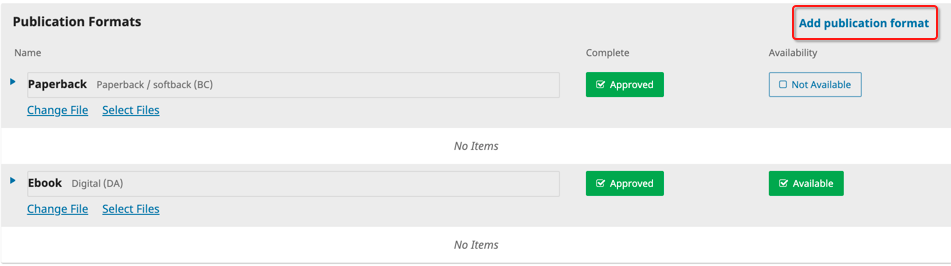 Publication Formats Add publication format
Name Complete Availability
Paperback Paperback / softback (BC) Approved Not Available
Change File Select Files
No Items
Ebook Digital (DA) Approved Available
Change File Select Files
No Items